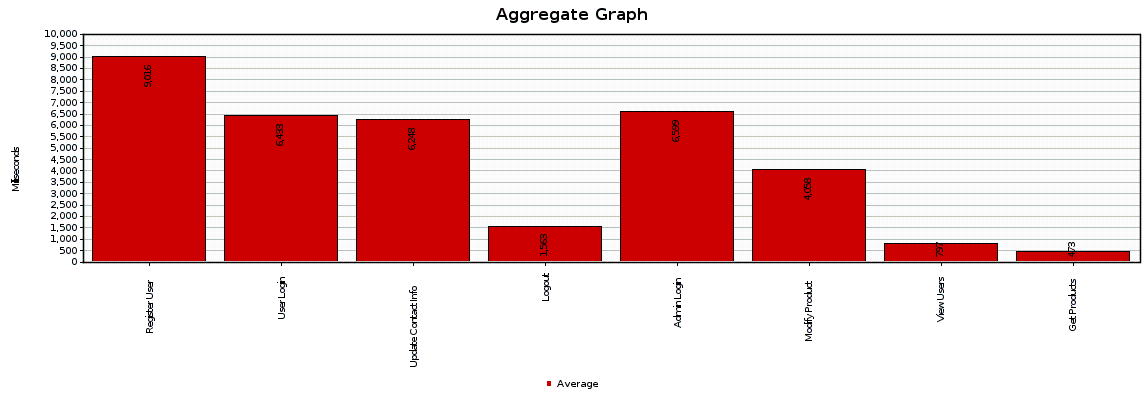 Aggregate Graph
10,000
9,500
9,000
8,500
8,000
7,500
7,000
6,500
6,000
5,500
5,000
4,500
4,000
3,500
3,000
2,500
2,000
1,500
1,000
500
0
Milliseconds
9,016
6,433
6,248
1,563
6,599
4,058
797
473
Register User
User Login
Update Contact Info
Logout
Admin Login
Modify Product
View Users
Get Products
Average